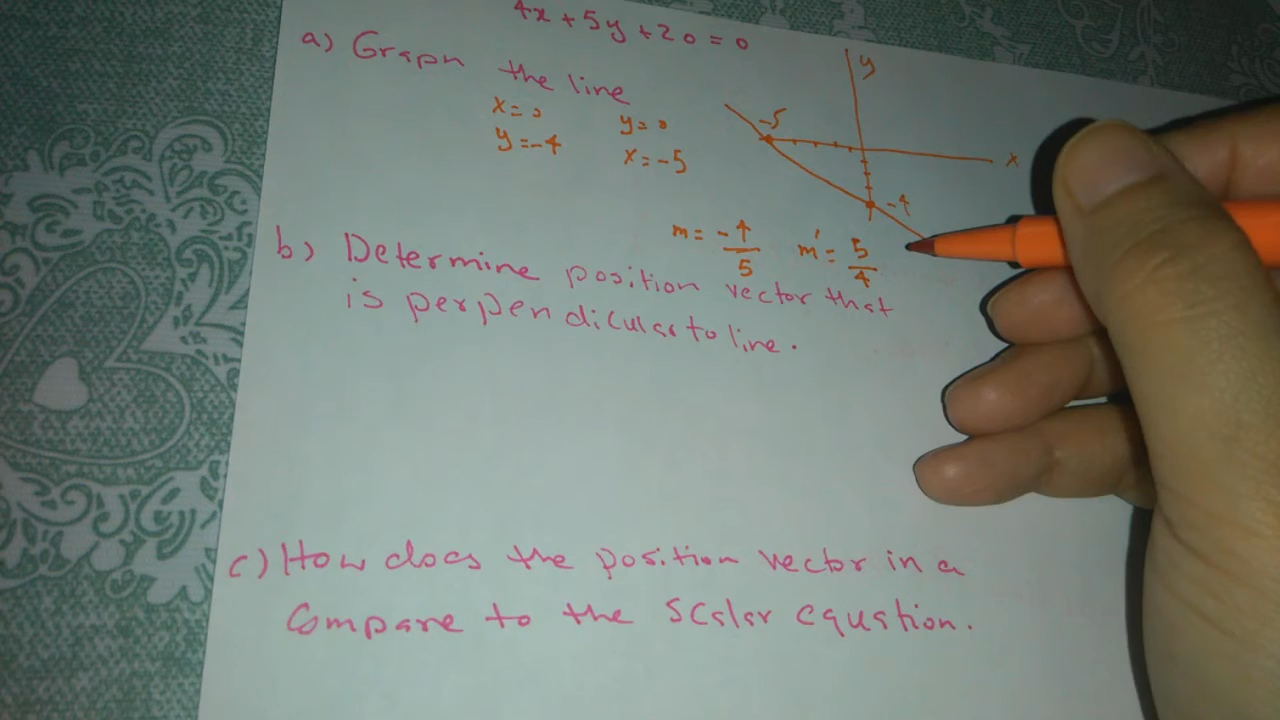 4x + 5y + 20 = 0
a) Graph the line
x = 0
y = -4
y = 0
x = -5
y
-5
x
-4
m = -4/5
m' = 5/4
b) Determine position vector that
is perpendicular to line.
c) How does the position vector in a
Compare to the scalar equation.